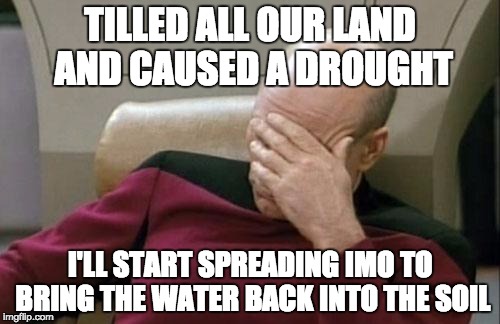 TILLED ALL OUR LAND
AND CAUSED A DROUGHT
I'LL START SPREADING IMO TO
BRING THE WATER BACK INTO THE SOIL
imgflip.com